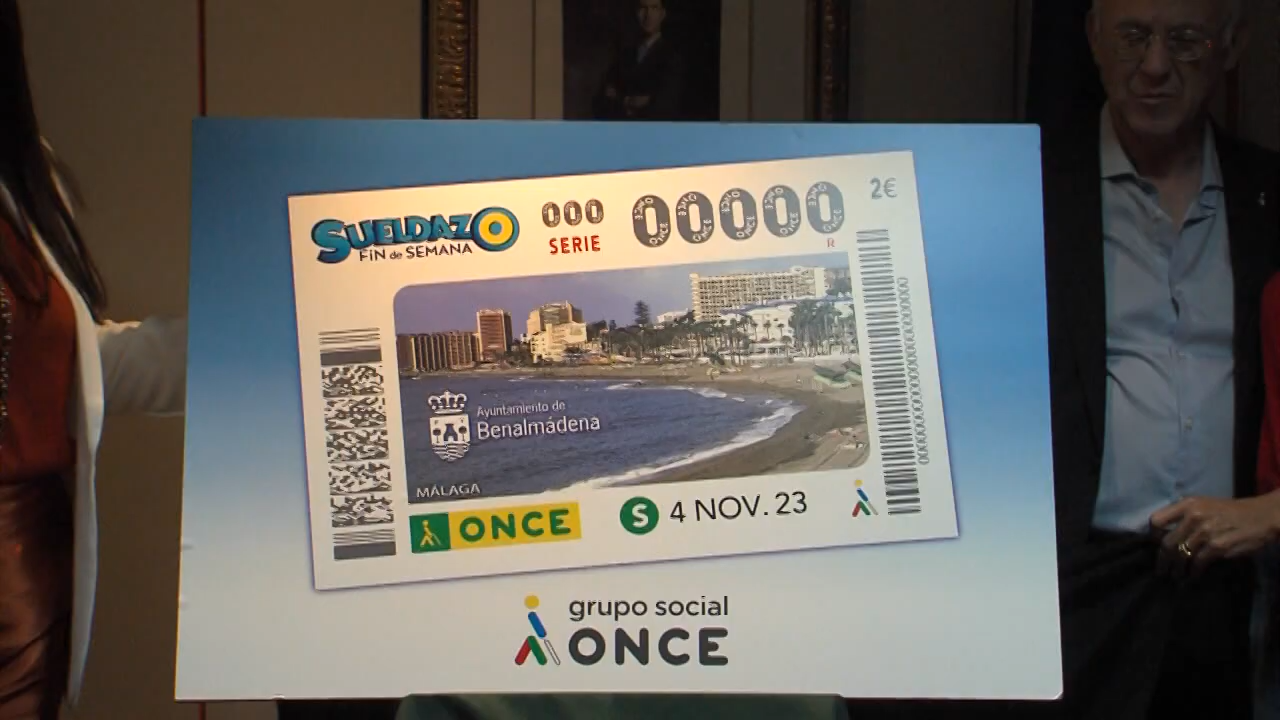 SUELDAZO
FIN de SEMANA
000
SERIE
00000
2€
Ayuntamiento de
Benalmádena
MÁLAGA
ONCE
S 4 NOV. 23
grupo social
ONCE